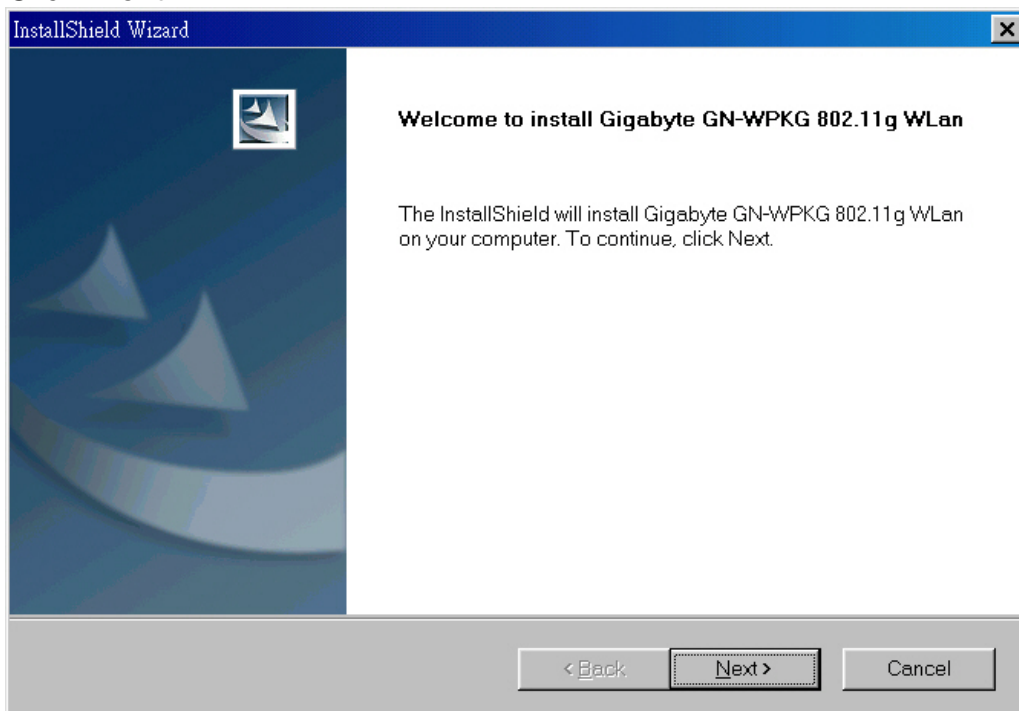 InstallShield Wizard
Welcome to install Gigabyte GN-WPKG 802.11g WLan
The InstallShield will install Gigabyte GN-WPKG 802.11g WLan
on your computer. To continue, click Next.
< Back
Next >
Cancel